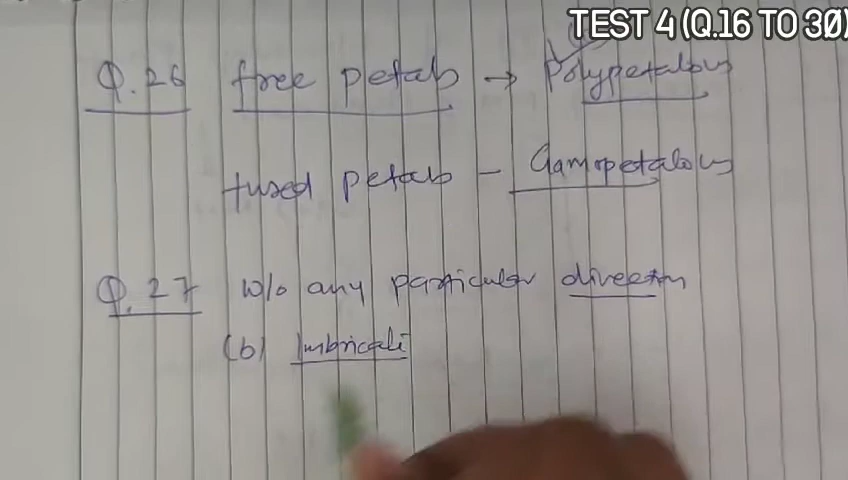 TEST 4 (Q.16 TO 30)
Q.26 free petals → Polypetalous
fused petals - Gamopetalous
Q.27 w/o any particular direction
(b) Imbricate